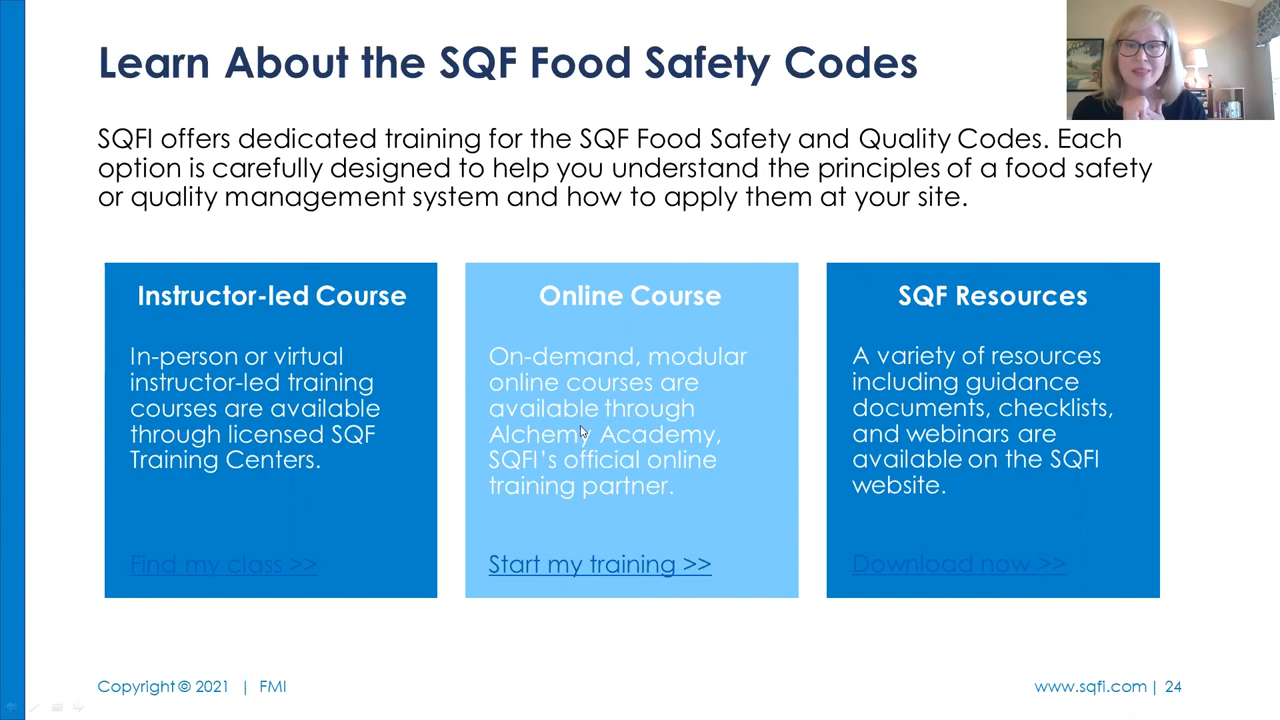 Learn About the SQF Food Safety Codes
SQFI offers dedicated training for the SQF Food Safety and Quality Codes. Each
option is carefully designed to help you understand the principles of a food safety
or quality management system and how to apply them at your site.
Instructor-led Course
In-person or virtual
instructor-led training
courses are available
through licensed SQF
Training Centers.
Find my class >>
Online Course
On-demand, modular
online courses are
available through
Alchemy Academy,
SQFI's official online
training partner.
Start my training >>
SQF Resources
A variety of resources
including guidance
documents, checklists,
and webinars are
available on the SQFI
website.
Download now >>
Copyright © 2021 | FMI
www.sqfi.com | 24